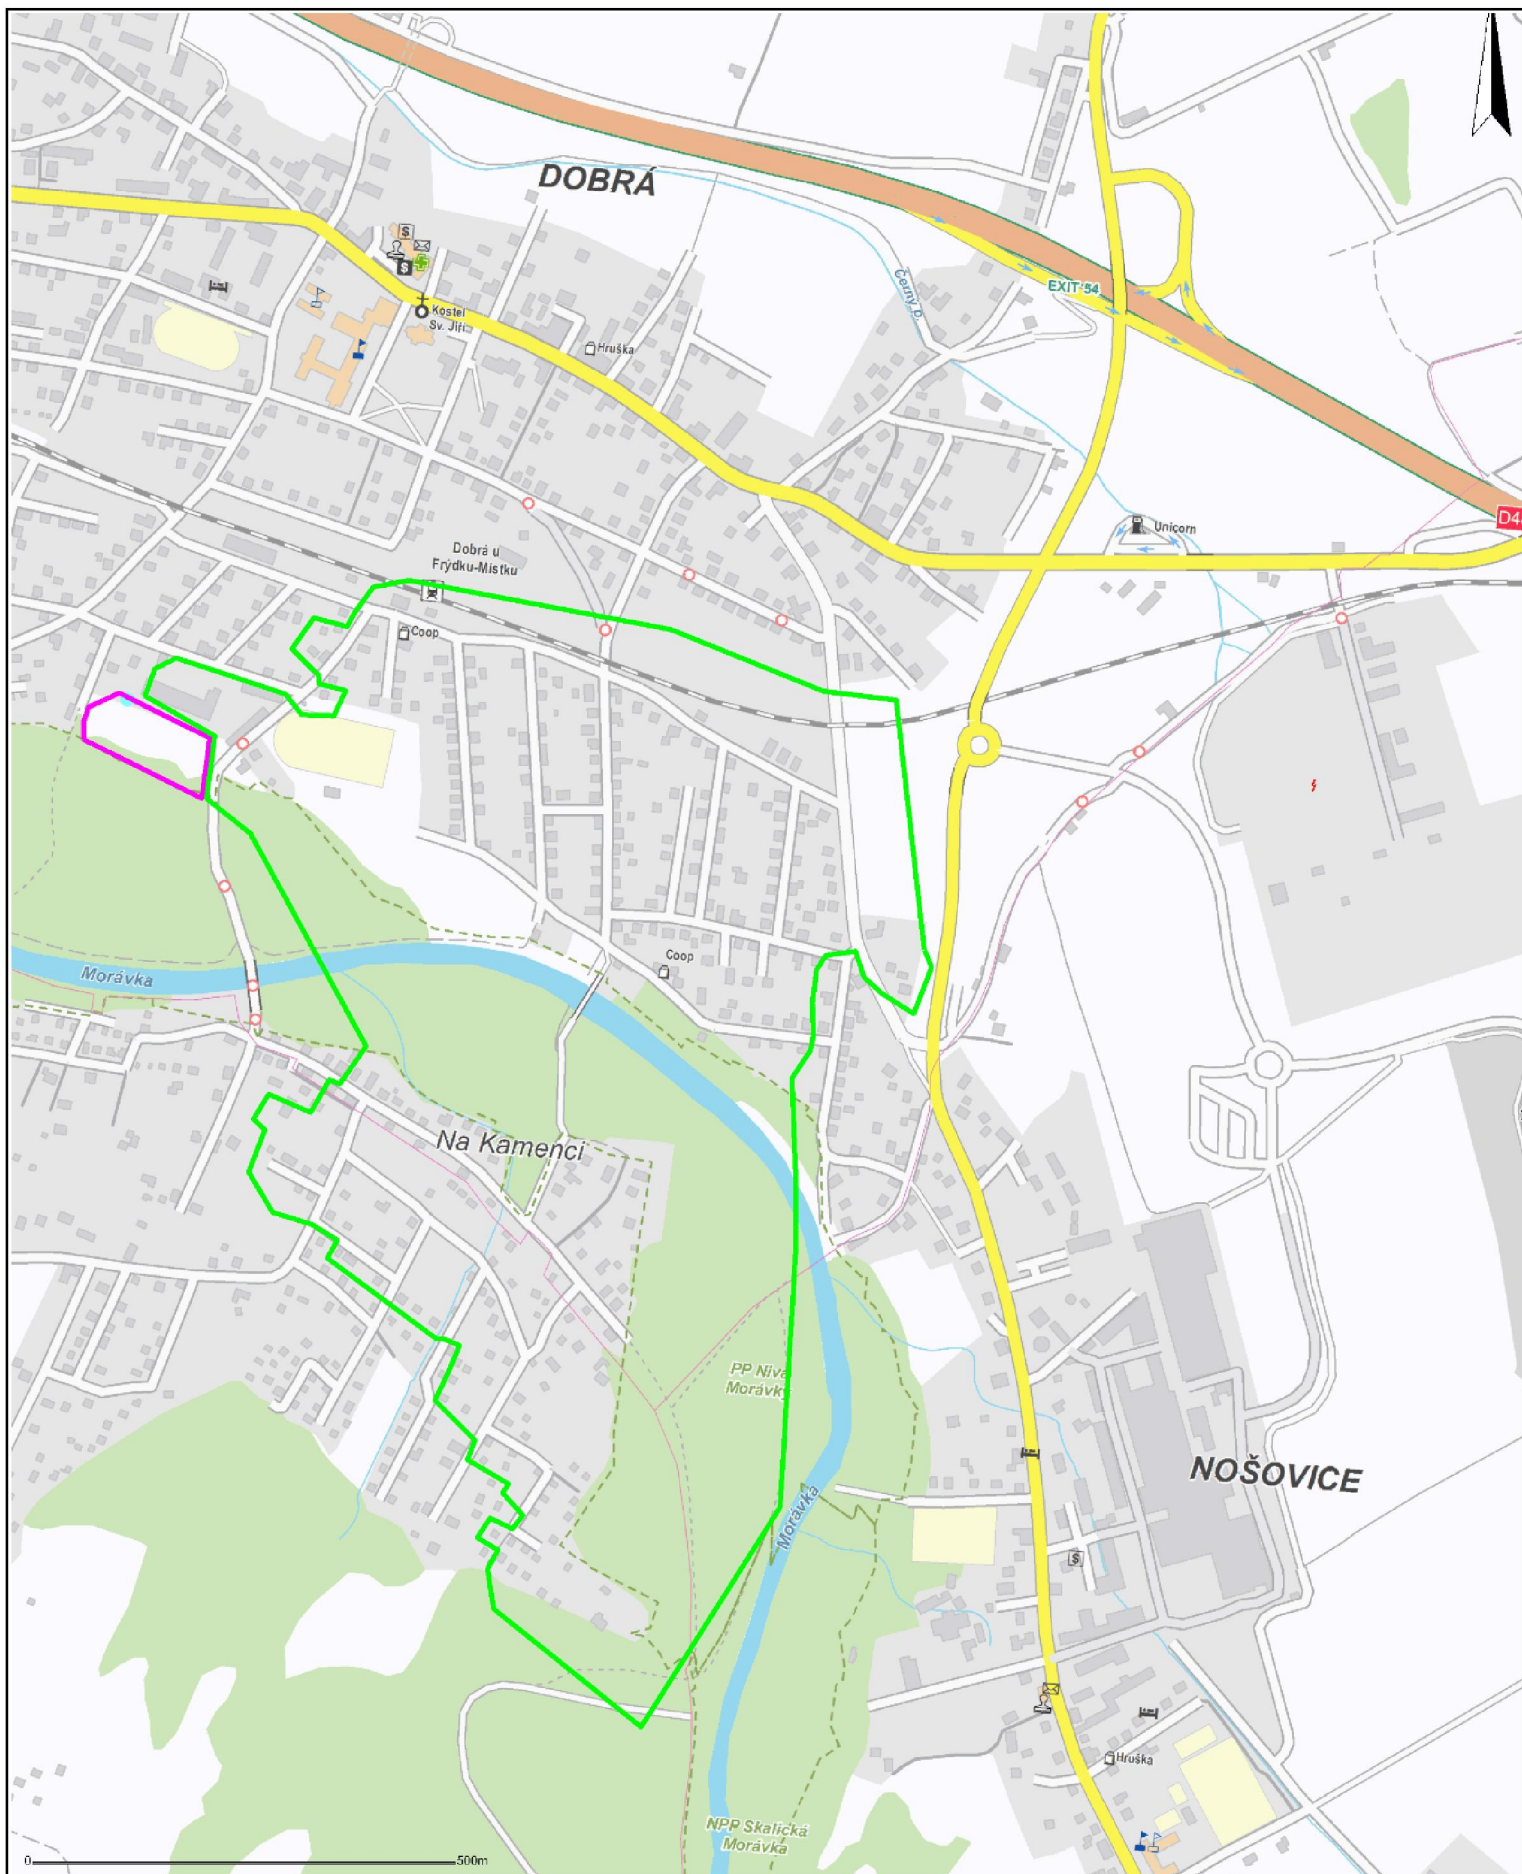 DOBRÁ
$
$
Kostel
Sv. Jiří
Hruška
Černý p.
EXIT 54
Unicorn
D48
Dobrá u
Frýdku-Místku
Coop
Morávka
Coop
Na Kamenci
PP Niva
Morávky
NOŠOVICE
Morávka
$
Hruška
NPR Skalická
Morávka
0
500m